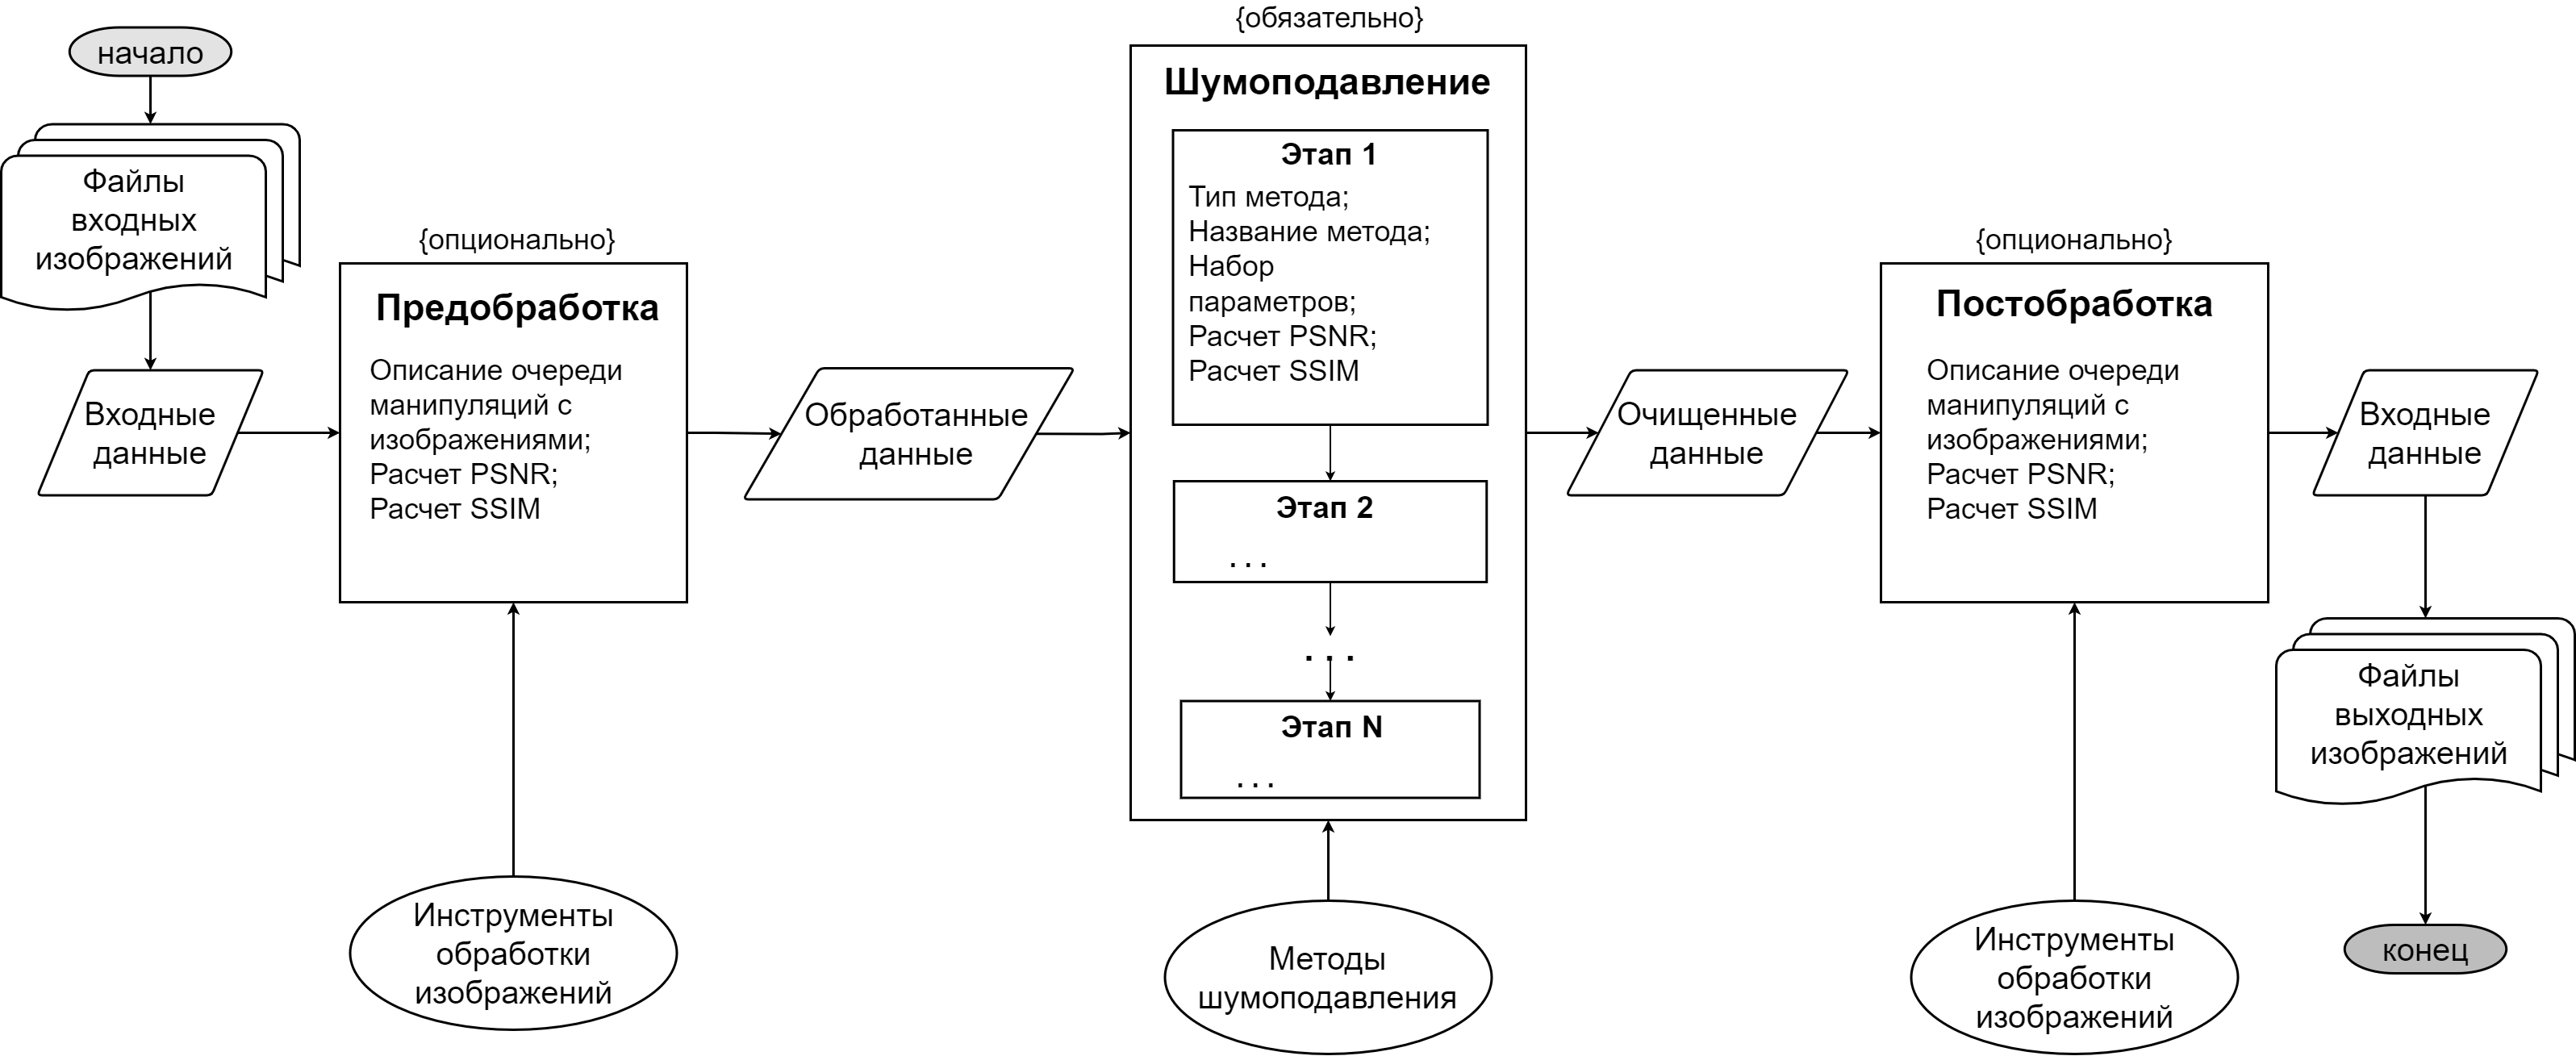 начало
Файлы
входных
изображений
Входные
данные
{опционально}
Предобработка
Описание очереди
манипуляций с
изображениями;
Расчет PSNR;
Расчет SSIM
Инструменты
обработки
изображений
Обработанные
данные
{обязательно}
Шумоподавление
Этап 1
Тип метода;
Название метода;
Набор
параметров;
Расчет PSNR;
Расчет SSIM
Этап 2
. . .
. . .
Этап N
. . .
Методы
шумоподавления
Очищенные
данные
{опционально}
Постобработка
Описание очереди
манипуляций с
изображениями;
Расчет PSNR;
Расчет SSIM
Инструменты
обработки
изображений
Входные
данные
Файлы
выходных
изображений
конец